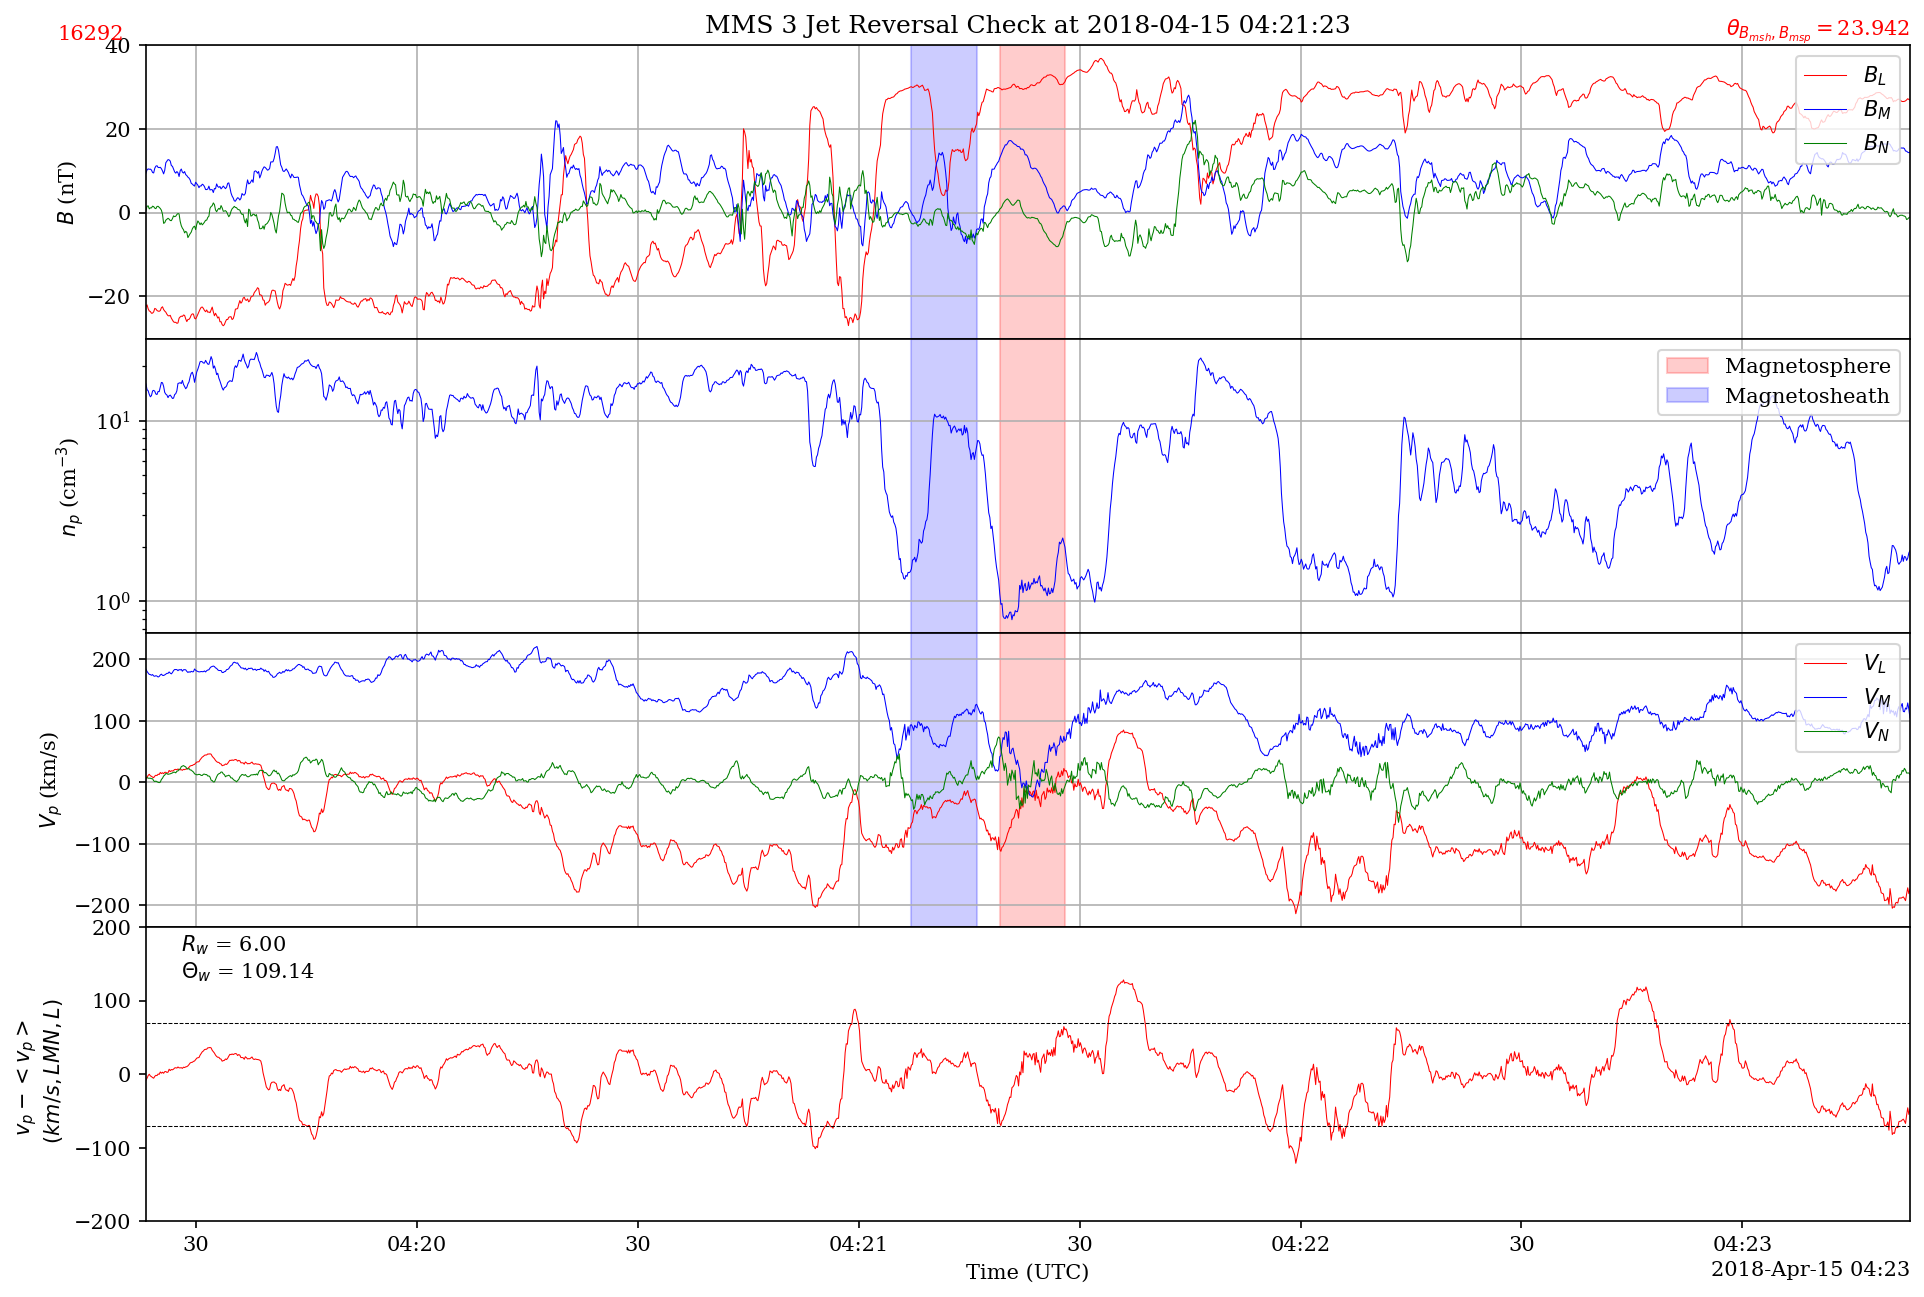 MMS 3 Jet Reversal Check at 2018-04-15 04:21:23
16292
θ_{B_{msh}, B_{msp}} = 23.942
40
20
0
−20
B (nT)
B_L
B_M
B_N
10^1
10^0
n_p (cm^{−3})
Magnetosphere
Magnetosheath
200
100
0
−100
−200
V_p (km/s)
V_L
V_M
V_N
200
100
0
−100
−200
v_p − < v_p >
(km/s, LMN, L)
R_w = 6.00
Θ_w = 109.14
30 04:20 30 04:21 30 04:22 30 04:23
Time (UTC)
2018-Apr-15 04:23